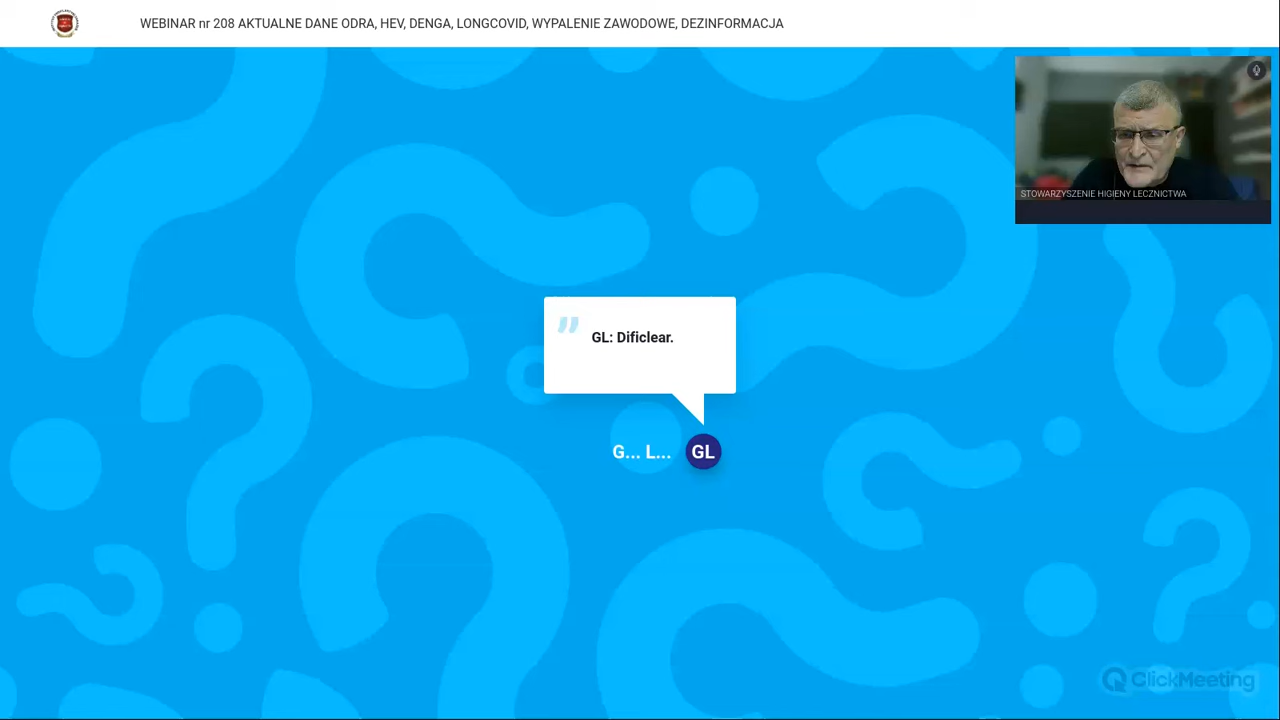 WEBINAR nr 208 AKTUALNE DANE ODRA, HEV, DENGA, LONGCOVID, WYPALENIE ZAWODOWE, DEZINFORMACJA
STOWARZYSZENIE HIGIENY LECZNICTWA
GL: Dificlear.
G... L... GL
ClickMeeting